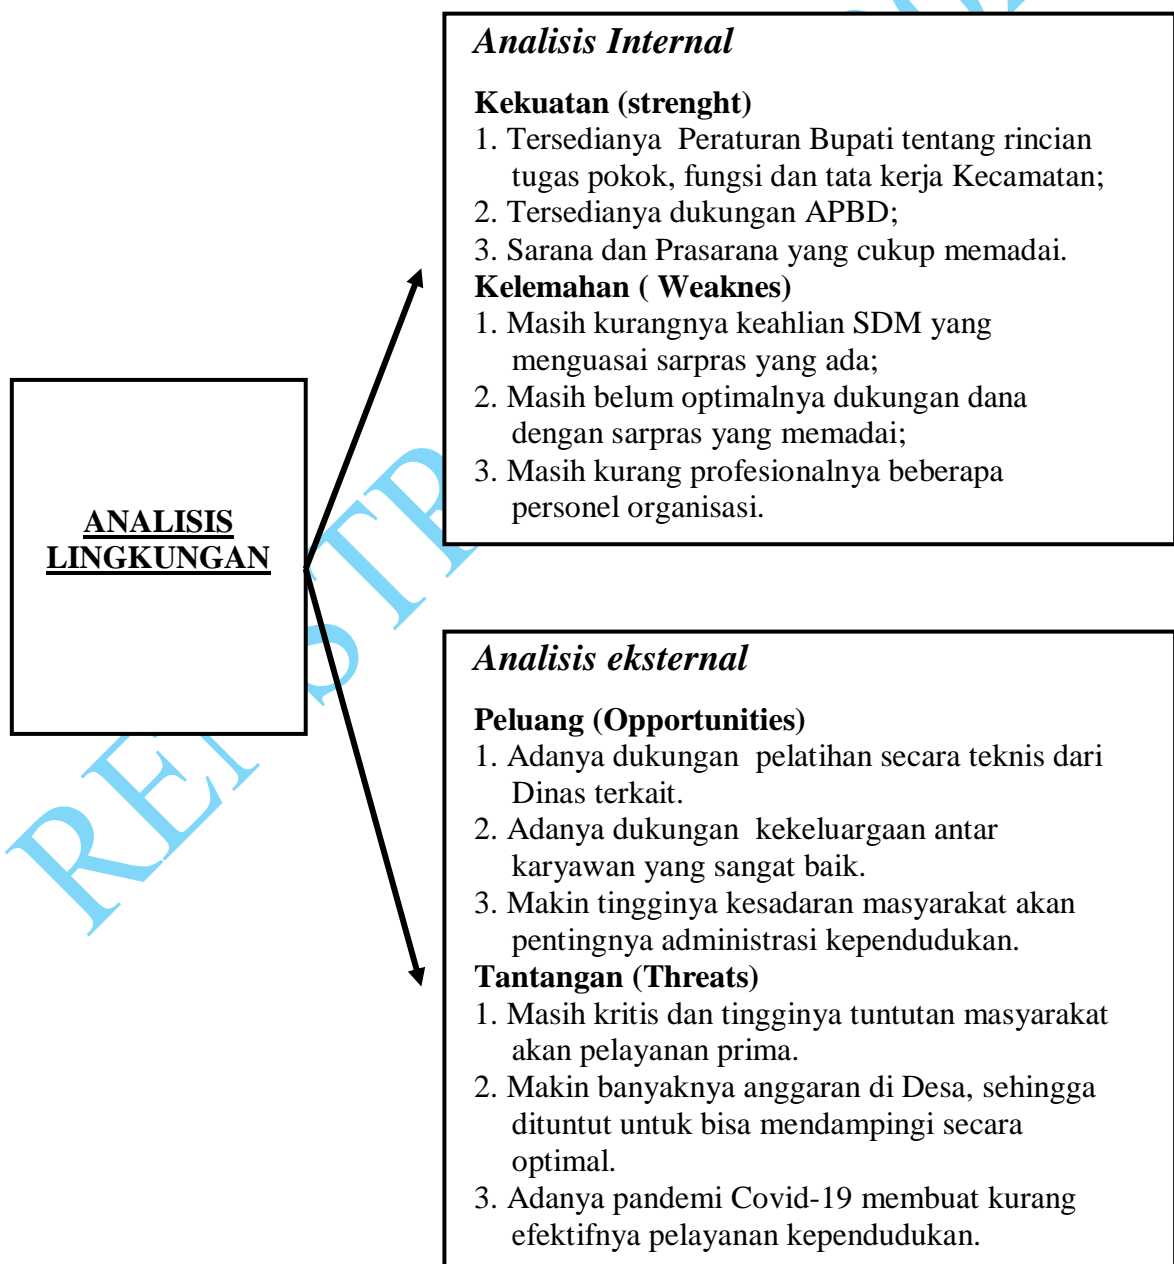 Analisis Internal
Kekuatan (strenght)
1. Tersedianya Peraturan Bupati tentang rincian
tugas pokok, fungsi dan tata kerja Kecamatan;
2. Tersedianya dukungan APBD;
3. Sarana dan Prasarana yang cukup memadai.
Kelemahan ( Weaknes)
1. Masih kurangnya keahlian SDM yang
menguasai sarpras yang ada;
2. Masih belum optimalnya dukungan dana
dengan sarpras yang memadai;
3. Masih kurang profesionalnya beberapa
personel organisasi.
ANALISIS
LINGKUNGAN
Analisis eksternal
Peluang (Opportunities)
1. Adanya dukungan pelatihan secara teknis dari
Dinas terkait.
2. Adanya dukungan kekeluargaan antar
karyawan yang sangat baik.
3. Makin tingginya kesadaran masyarakat akan
pentingnya administrasi kependudukan.
Tantangan (Threats)
1. Masih kritis dan tingginya tuntutan masyarakat
akan pelayanan prima.
2. Makin banyaknya anggaran di Desa, sehingga
dituntut untuk bisa mendampingi secara
optimal.
3. Adanya pandemi Covid-19 membuat kurang
efektifnya pelayanan kependudukan.